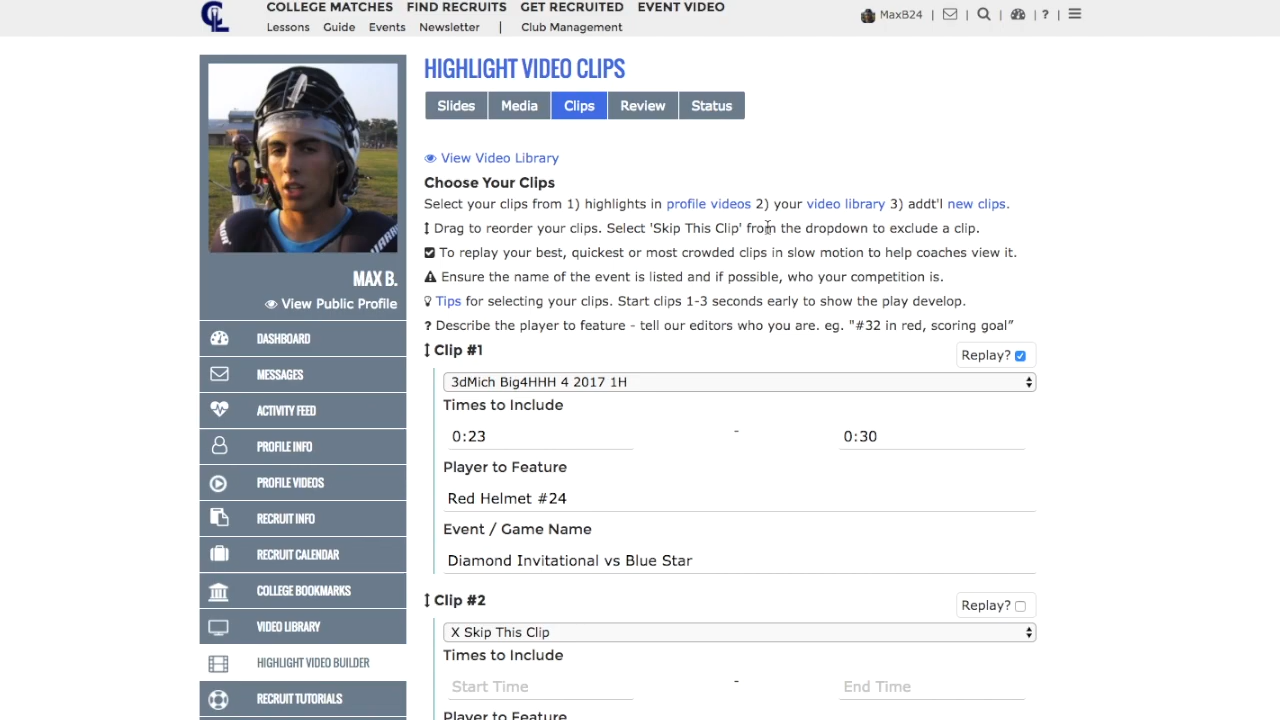 COLLEGE MATCHES FIND RECRUITS GET RECRUITED EVENT VIDEO
Lessons Guide Events Newsletter | Club Management
MaxB24 | | | | ? |
HIGHLIGHT VIDEO CLIPS
Slides Media Clips Review Status
View Video Library
Choose Your Clips
Select your clips from 1) highlights in profile videos 2) your video library 3) addt'l new clips.
Drag to reorder your clips. Select 'Skip This Clip' from the dropdown to exclude a clip.
To replay your best, quickest or most crowded clips in slow motion to help coaches view it.
Ensure the name of the event is listed and if possible, who your competition is.
Tips for selecting your clips. Start clips 1-3 seconds early to show the play develop.
? Describe the player to feature - tell our editors who you are. eg. "#32 in red, scoring goal”
MAX B.
View Public Profile
DASHBOARD
MESSAGES
ACTIVITY FEED
PROFILE INFO
PROFILE VIDEOS
RECRUIT INFO
RECRUIT CALENDAR
COLLEGE BOOKMARKS
VIDEO LIBRARY
HIGHLIGHT VIDEO BUILDER
RECRUIT TUTORIALS
Clip #1
Replay?
3dMich Big4HHH 4 2017 1H
Times to Include
0:23 - 0:30
Player to Feature
Red Helmet #24
Event / Game Name
Diamond Invitational vs Blue Star
Clip #2
Replay?
X Skip This Clip
Times to Include
Start Time - End Time
Player to Feature